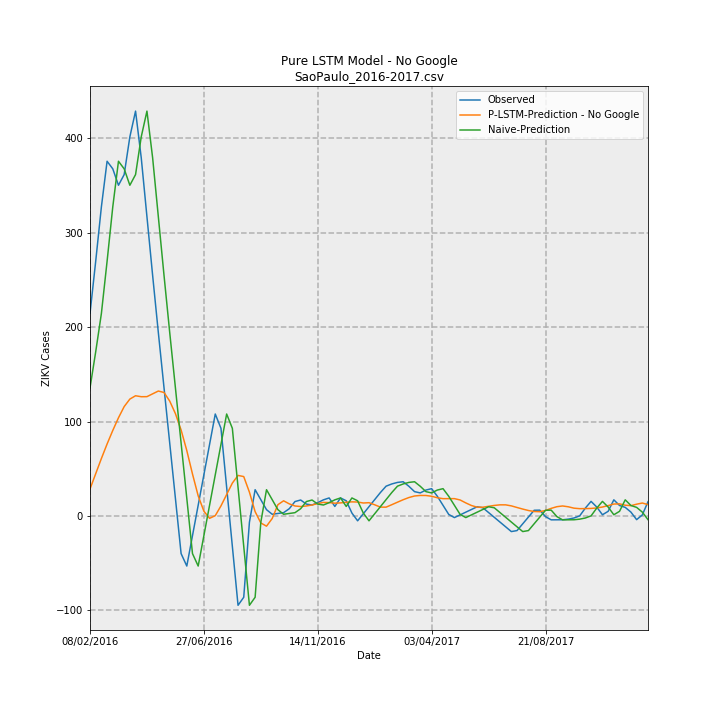 Pure LSTM Model - No Google
SaoPaulo_2016-2017.csv
Observed
P-LSTM-Prediction - No Google
Naive-Prediction
ZIKV Cases
400
300
200
100
0
−100
08/02/2016
27/06/2016
14/11/2016
03/04/2017
21/08/2017
Date